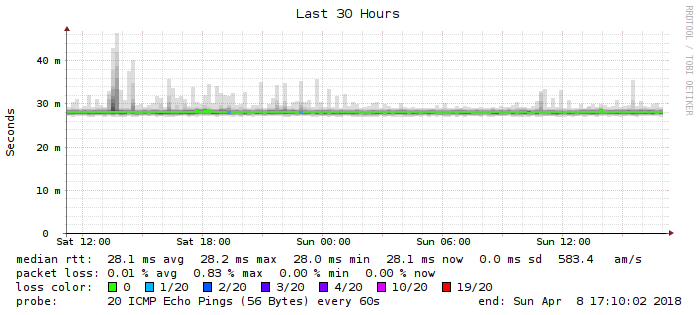 Last 30 Hours
RRDTOOL / TOBI OETIKER
Seconds
40 m
30 m
20 m
10 m
0
Sat 12:00 Sat 18:00 Sun 00:00 Sun 06:00 Sun 12:00
median rtt: 28.1 ms avg 28.2 ms max 28.0 ms min 28.1 ms now 0.0 ms sd 583.4 am/s
packet loss: 0.01 % avg 0.83 % max 0.00 % min 0.00 % now
loss color: 0 1/20 2/20 3/20 4/20 10/20 19/20
probe: 20 ICMP Echo Pings (56 Bytes) every 60s end: Sun Apr 8 17:10:02 2018